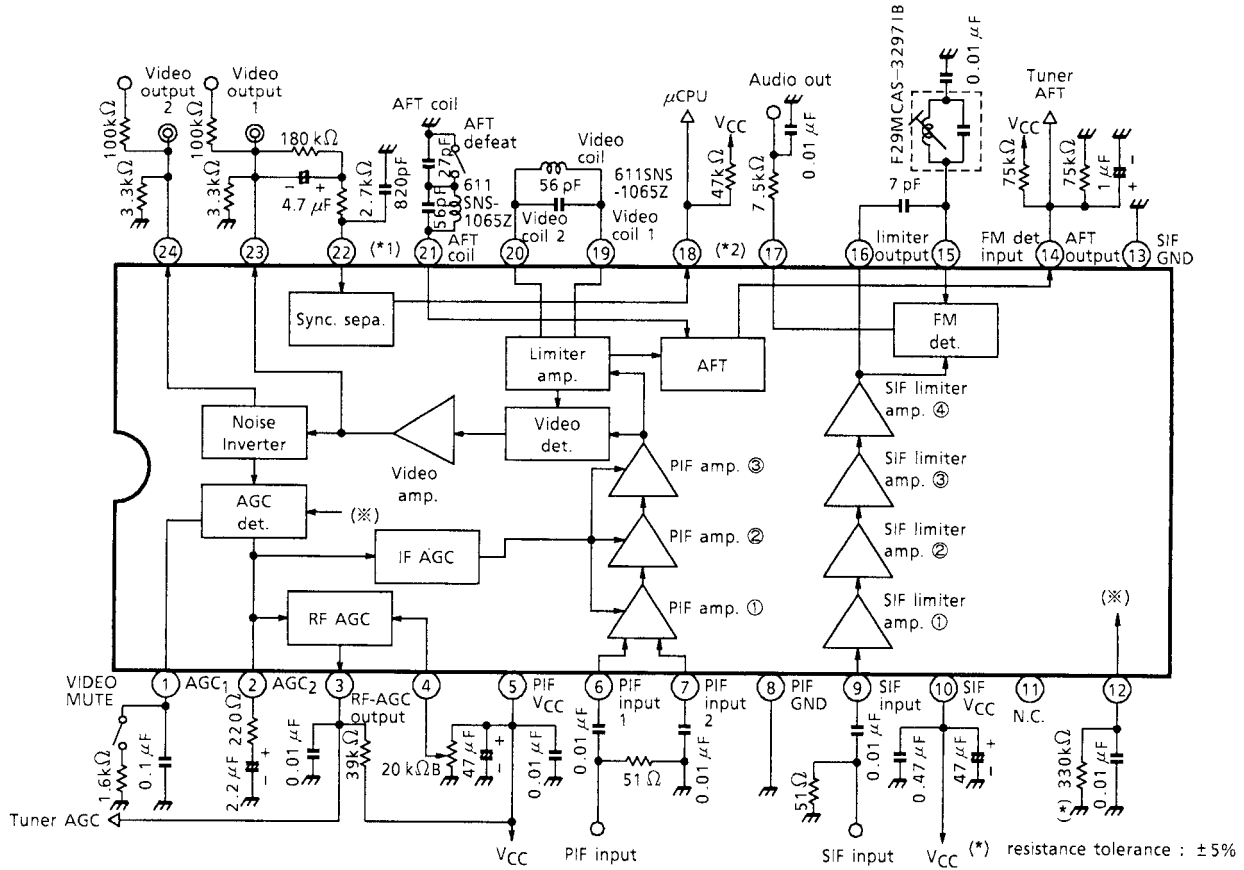 Video output 2
Video output 1
100kΩ
3.3kΩ
100kΩ
3.3kΩ
180 kΩ
- +
4.7 μF
2.7kΩ
820pF
AFT coil
AFT defeat
27pF
56pF
611 SNS-1065Z
Video coil
56 pF
611SNS-1065Z
Video coil 2
Video coil 1
μCPU
VCC
47kΩ
Audio out
0.01 μF
7.5kΩ
F29MCAS-3297IB
0.01 μF
7 pF
Tuner AFT
VCC
75kΩ
75kΩ
1 μF
-
+
24
23
22
(*1)
21
AFT coil
20
19
18
(*2)
17
16
limiter output
15
FM det input
14
AFT output
13
SIF GND
Sync. sepa.
Limiter amp.
AFT
FM det.
Noise Inverter
Video amp.
Video det.
AGC det.
(※)
IF AGC
RF AGC
PIF amp. ③
PIF amp. ②
PIF amp. ①
SIF limiter amp. ④
SIF limiter amp. ③
SIF limiter amp. ②
SIF limiter amp. ①
(※)
VIDEO MUTE
1
AGC1
2
AGC2
3
RF-AGC output
4
5
PIF VCC
6
PIF input 1
7
PIF input 2
8
PIF GND
9
SIF input
10
SIF VCC
11
N.C.
12
1.6kΩ
0.1 μF
220Ω
2.2 μF
+
-
0.01 μF
39kΩ
20 kΩB
47 μF
+
-
0.01 μF
0.01 μF
51 Ω
0.01 μF
51Ω
0.01 μF
0.47 μF
47 μF
+
-
(*) 330kΩ
0.01 μF
Tuner AGC
VCC
PIF input
SIF input
VCC
(*) resistance tolerance : ±5%